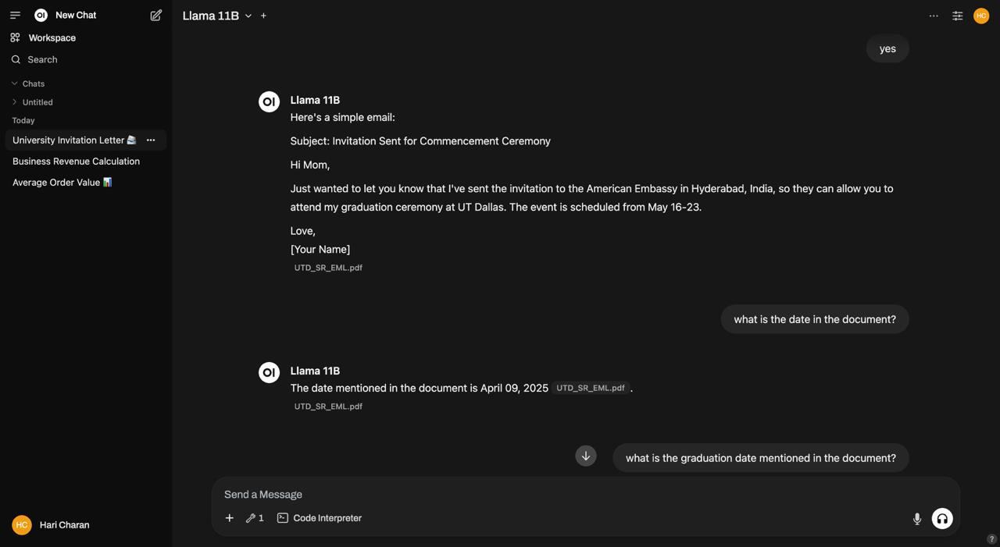 OI New Chat
Workspace
Search
Chats
Untitled
Today
University Invitation Letter
Business Revenue Calculation
Average Order Value
HC Hari Charan
Llama 11B
HC
yes
OI Llama 11B
Here's a simple email:
Subject: Invitation Sent for Commencement Ceremony
Hi Mom,
Just wanted to let you know that I've sent the invitation to the American Embassy in Hyderabad, India, so they can allow you to
attend my graduation ceremony at UT Dallas. The event is scheduled from May 16-23.
Love,
[Your Name]
UTD_SR_EML.pdf
what is the date in the document?
OI Llama 11B
The date mentioned in the document is April 09, 2025 UTD_SR_EML.pdf .
UTD_SR_EML.pdf
what is the graduation date mentioned in the document?
Send a Message
1 Code Interpreter
?